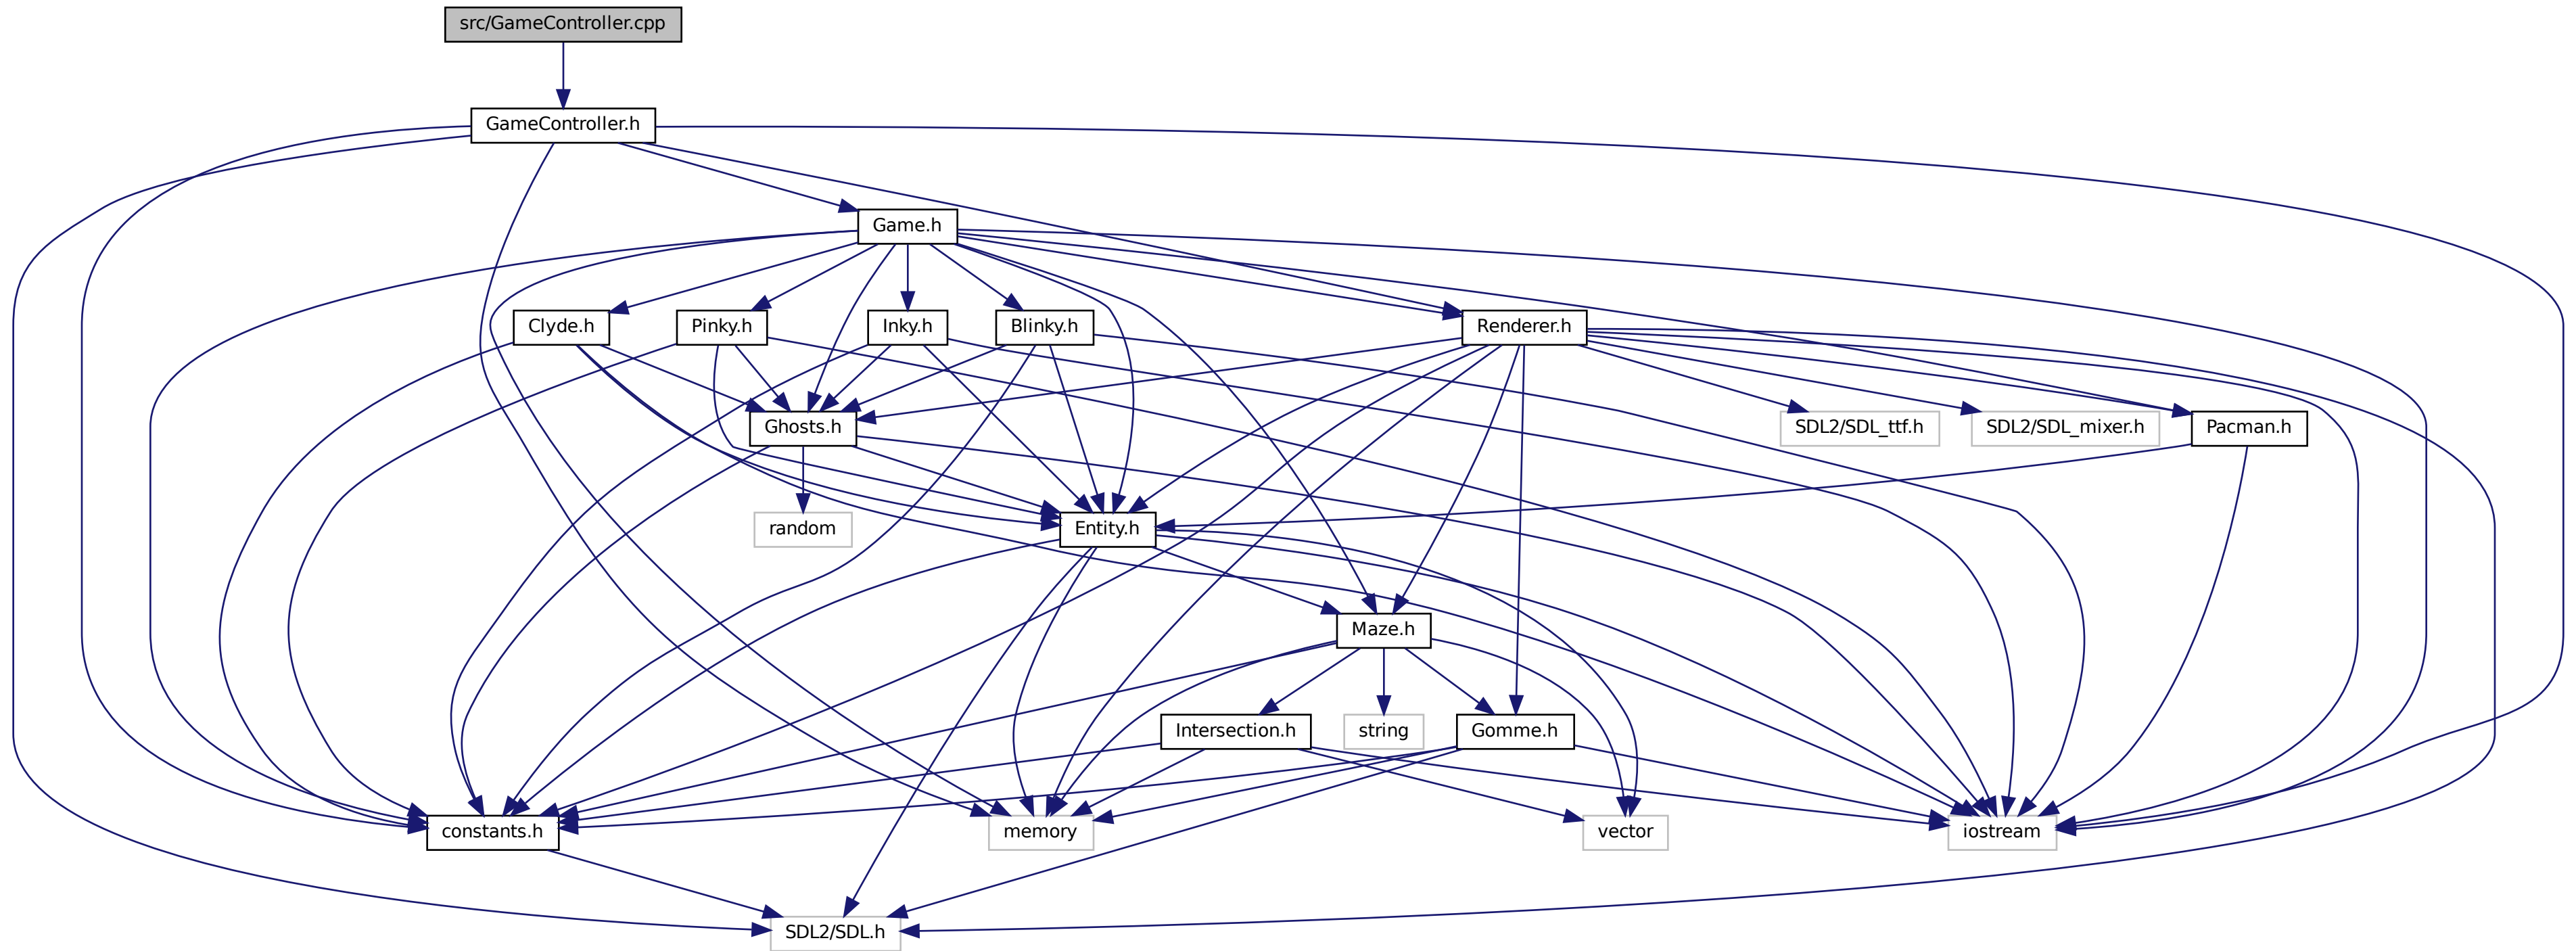 src/GameController.cpp
GameController.h
Game.h
Clyde.h
Pinky.h
Inky.h
Blinky.h
Renderer.h
Ghosts.h
SDL2/SDL_ttf.h
SDL2/SDL_mixer.h
Pacman.h
random
Entity.h
Maze.h
Intersection.h
string
Gomme.h
constants.h
memory
vector
iostream
SDL2/SDL.h